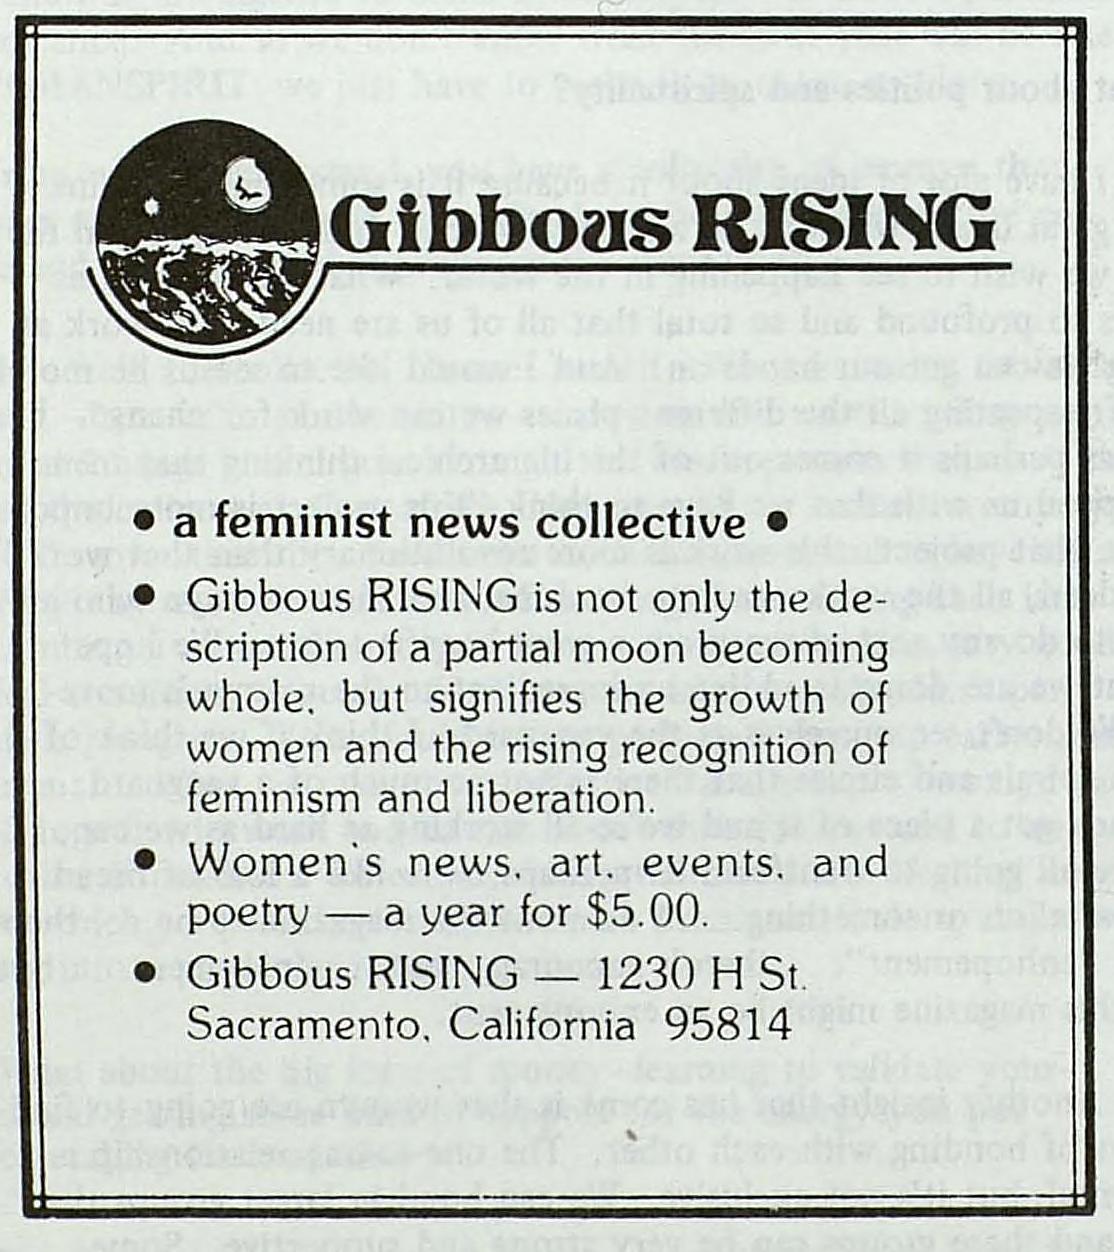 Gibbous RISING
• a feminist news collective •
• Gibbous RISING is not only the de-
scription of a partial moon becoming
whole but signifies the growth of
women and the rising recognition of
feminism and liberation.
• Women's news, art, events, and
poetry — a year for $5.00.
• Gibbous RISING — 1230 H St.
Sacramento, California 95814